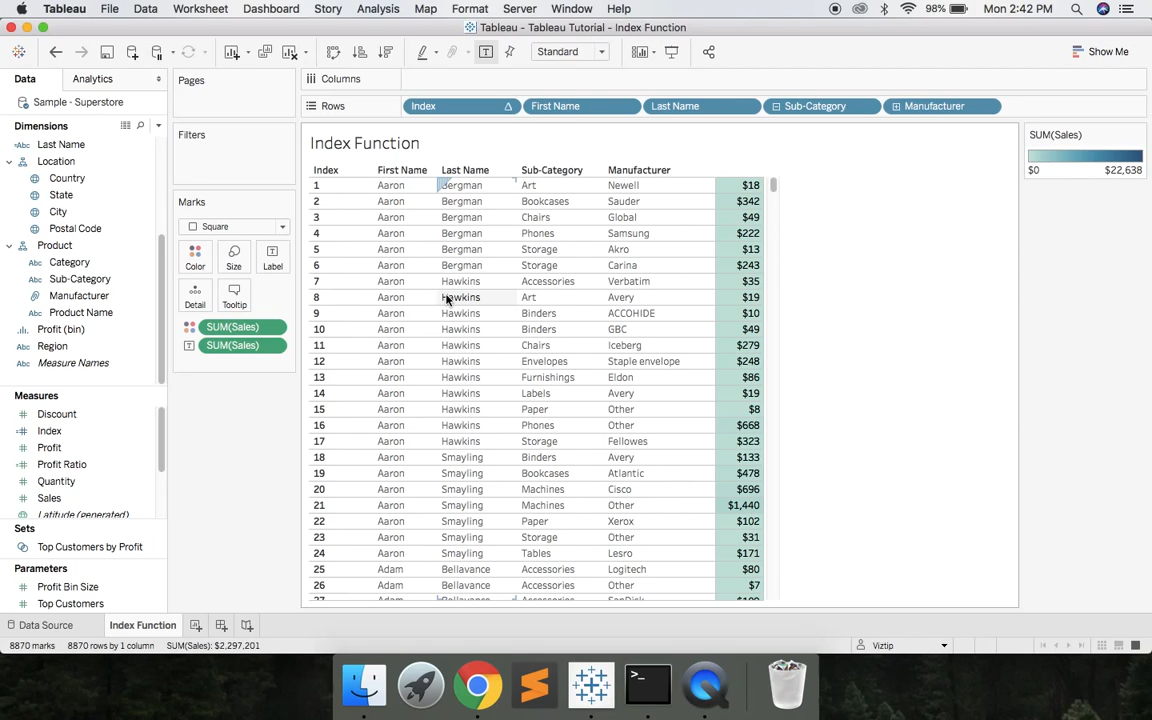 Tableau File Data Worksheet Dashboard Story Analysis Map Format Server Window Help 98% Mon 2:42 PM
Tableau - Tableau Tutorial - Index Function
Standard Show Me
Data Analytics
Sample - Superstore
Dimensions
Abc Last Name
Location
Country
State
City
Postal Code
Product
Abc Category
Abc Sub-Category
Manufacturer
Abc Product Name
Profit (bin)
Abc Region
Abc Measure Names
Measures
Discount
Index
Profit
Profit Ratio
Quantity
Sales
Latitude (generated)
Sets
Top Customers by Profit
Parameters
Profit Bin Size
Top Customers
Pages
Filters
Marks
Square
Color Size Label
Detail Tooltip
SUM(Sales)
SUM(Sales)
Columns
Rows Index First Name Last Name Sub-Category Manufacturer
Index Function
Index First Name Last Name Sub-Category Manufacturer
1 Aaron Bergman Art Newell $18
2 Aaron Bergman Bookcases Sauder $342
3 Aaron Bergman Chairs Global $49
4 Aaron Bergman Phones Samsung $222
5 Aaron Bergman Storage Akro $13
6 Aaron Bergman Storage Carina $243
7 Aaron Hawkins Accessories Verbatim $35
8 Aaron Hawkins Art Avery $19
9 Aaron Hawkins Binders ACCOHIDE $10
10 Aaron Hawkins Binders GBC $49
11 Aaron Hawkins Chairs Iceberg $279
12 Aaron Hawkins Envelopes Staple envelope $248
13 Aaron Hawkins Furnishings Eldon $86
14 Aaron Hawkins Labels Avery $19
15 Aaron Hawkins Paper Other $8
16 Aaron Hawkins Phones Other $668
17 Aaron Hawkins Storage Fellowes $323
18 Aaron Smayling Binders Avery $133
19 Aaron Smayling Bookcases Atlantic $478
20 Aaron Smayling Machines Cisco $696
21 Aaron Smayling Machines Other $1,440
22 Aaron Smayling Paper Xerox $102
23 Aaron Smayling Storage Other $31
24 Aaron Smayling Tables Lesro $171
25 Adam Bellavance Accessories Logitech $80
26 Adam Bellavance Accessories Other $7
27 Adam Bellavance Accessories SanDisk
SUM(Sales)
$0 $22,638
Data Source Index Function
8870 marks 8870 rows by 1 column SUM(Sales): $2,297,201 Viztip